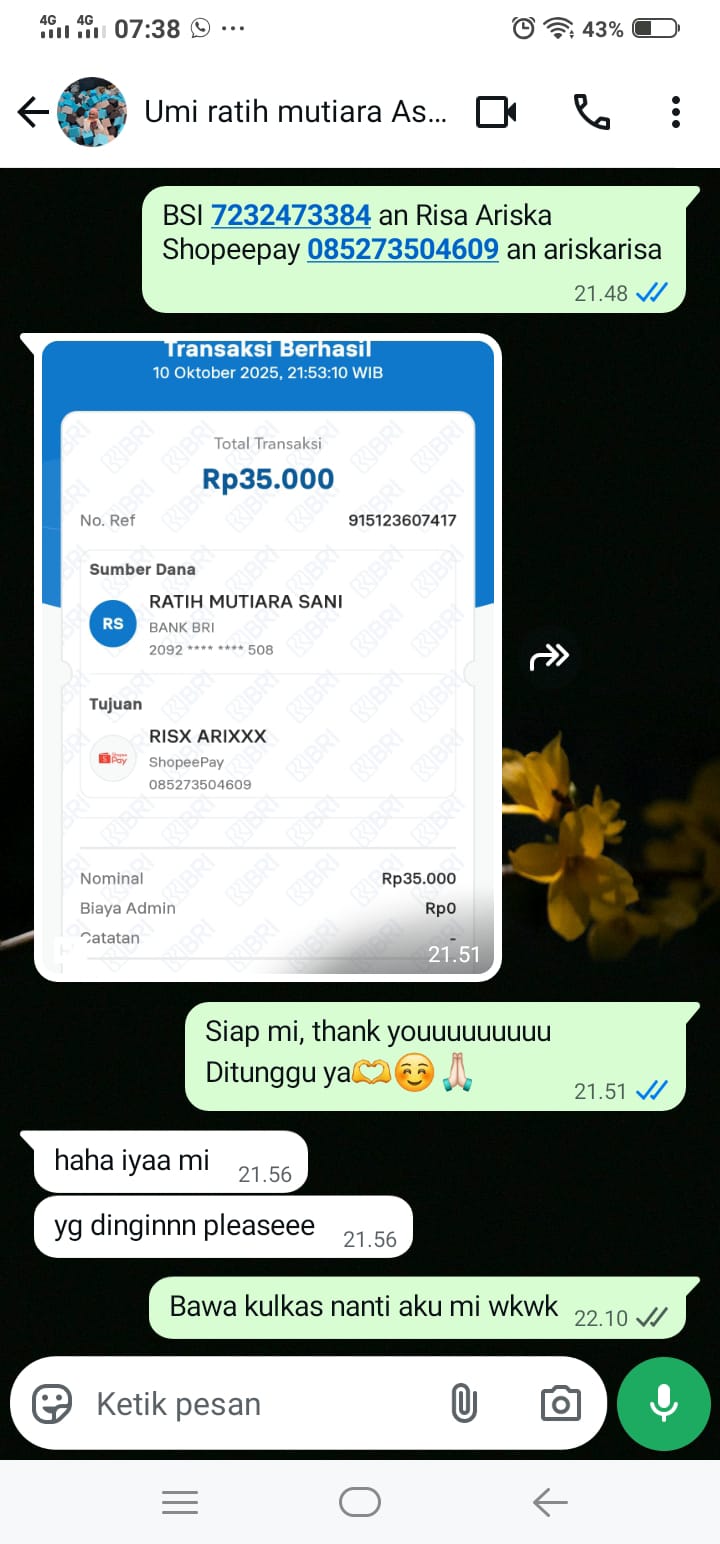 4G 4G 07:38 43%
Umi ratih mutiara As...
BSI 7232473384 an Risa Ariska
Shopeepay 085273504609 an ariskarisa
21.48
Transaksi Berhasil
10 Oktober 2025, 21:53:10 WIB
Total Transaksi
Rp35.000
No. Ref 915123607417
Sumber Dana
RS
RATIH MUTIARA SANI
BANK BRI
2092 **** **** 508
Tujuan
RISX ARIXXX
Shopee Pay
ShopeePay
085273504609
Nominal Rp35.000
Biaya Admin Rp0
Catatan -
21.51
Siap mi, thank youuuuuuuuu
Ditunggu ya🫶☺️🙏🏻
21.51
haha iyaa mi 21.56
yg dinginnn pleaseee 21.56
Bawa kulkas nanti aku mi wkwk 22.10
Ketik pesan